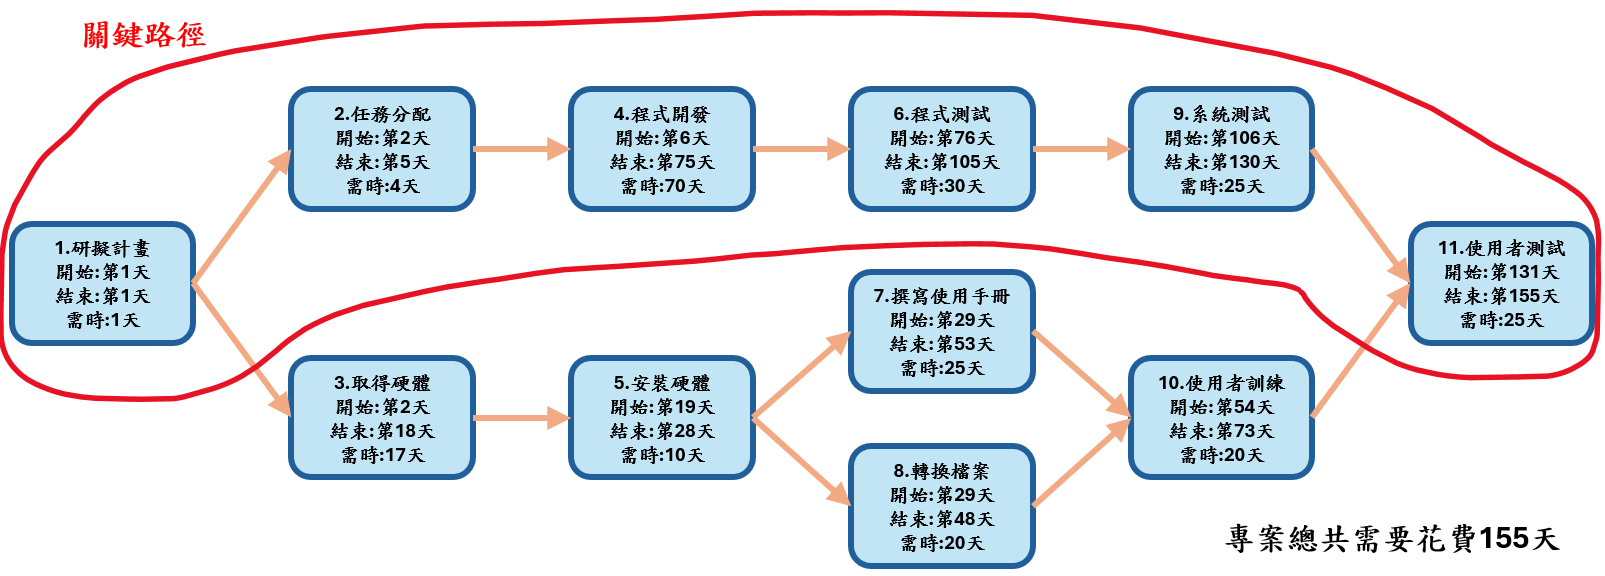 關鍵路徑
1.研擬計畫
開始:第1天
結束:第1天
需時:1天
2.任務分配
開始:第2天
結束:第5天
需時:4天
4.程式開發
開始:第6天
結束:第75天
需時:70天
6.程式測試
開始:第76天
結束:第105天
需時:30天
9.系統測試
開始:第106天
結束:第130天
需時:25天
3.取得硬體
開始:第2天
結束:第18天
需時:17天
5.安裝硬體
開始:第19天
結束:第28天
需時:10天
7.撰寫使用手冊
開始:第29天
結束:第53天
需時:25天
8.轉換檔案
開始:第29天
結束:第48天
需時:20天
10.使用者訓練
開始:第54天
結束:第73天
需時:20天
11.使用者測試
開始:第131天
結束:第155天
需時:25天
專案總共需要花費155天